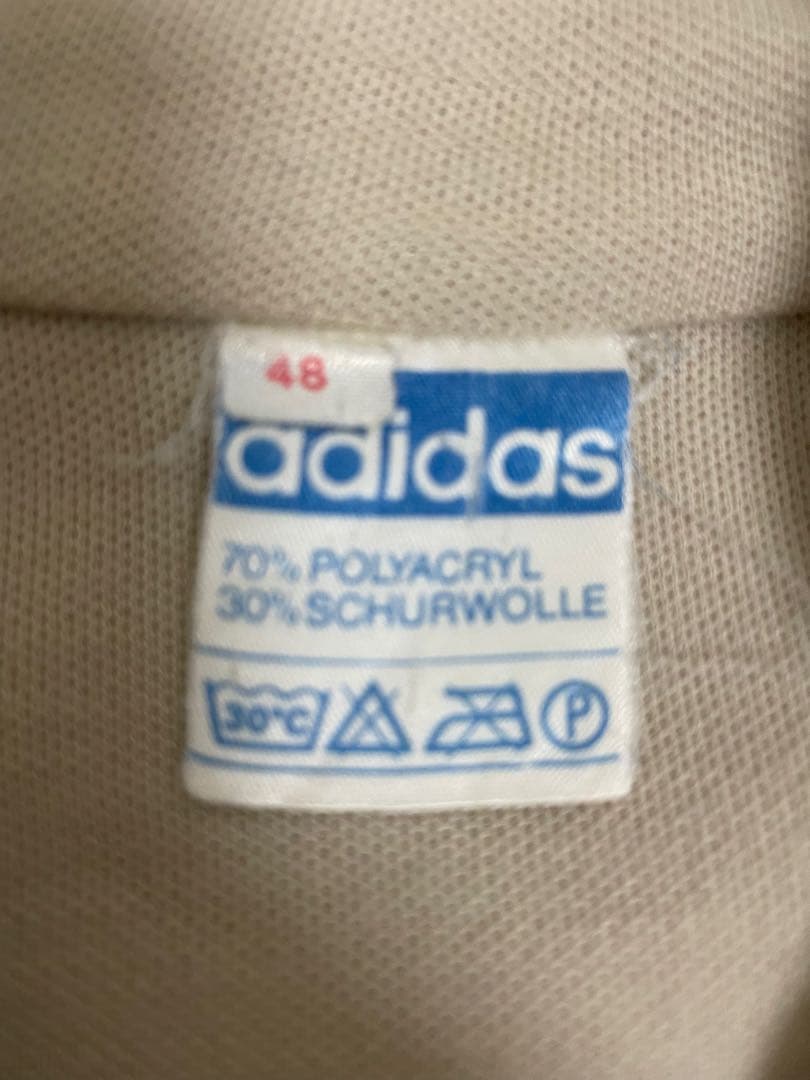 48
adidas
70% POLYACRYL
30% SCHURWOLLE
30°C P